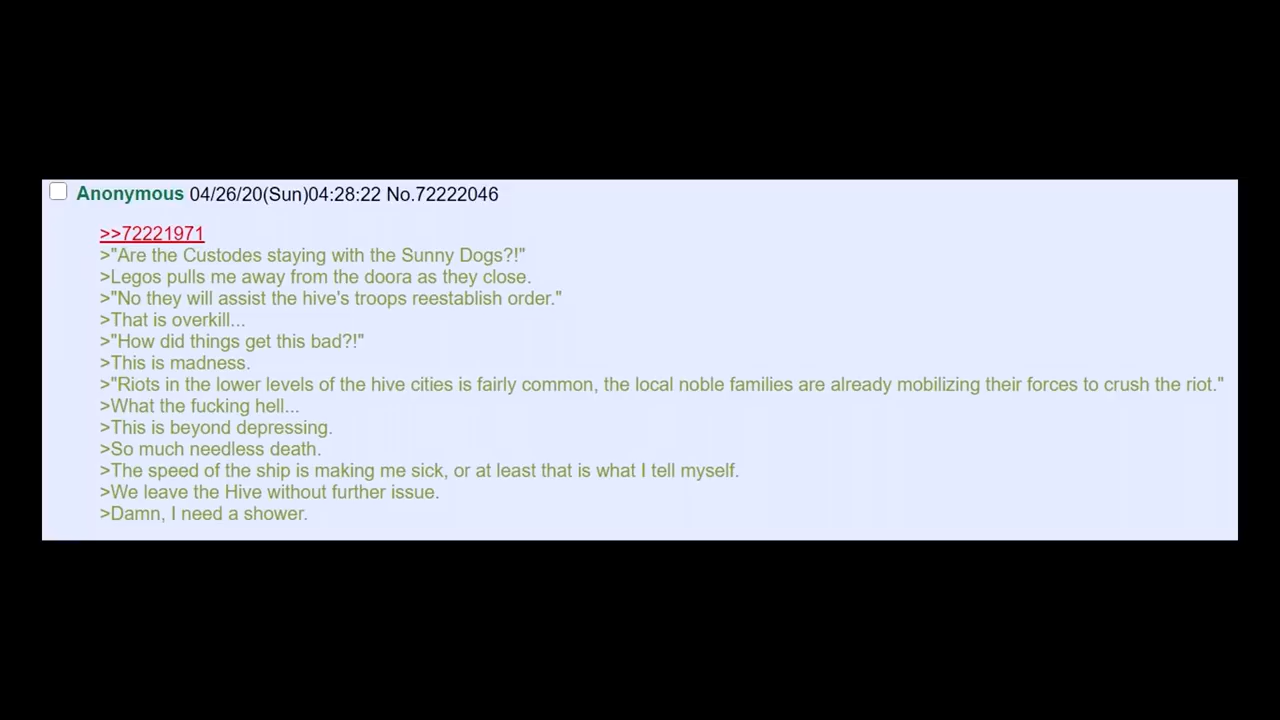 Anonymous 04/26/20(Sun)04:28:22 No.72222046
>>72221971
>"Are the Custodes staying with the Sunny Dogs?!"
>Legos pulls me away from the doora as they close.
>"No they will assist the hive's troops reestablish order."
>That is overkill...
>"How did things get this bad?!"
>This is madness.
>"Riots in the lower levels of the hive cities is fairly common, the local noble families are already mobilizing their forces to crush the riot."
>What the fucking hell...
>This is beyond depressing.
>So much needless death.
>The speed of the ship is making me sick, or at least that is what I tell myself.
>We leave the Hive without further issue.
>Damn, I need a shower.